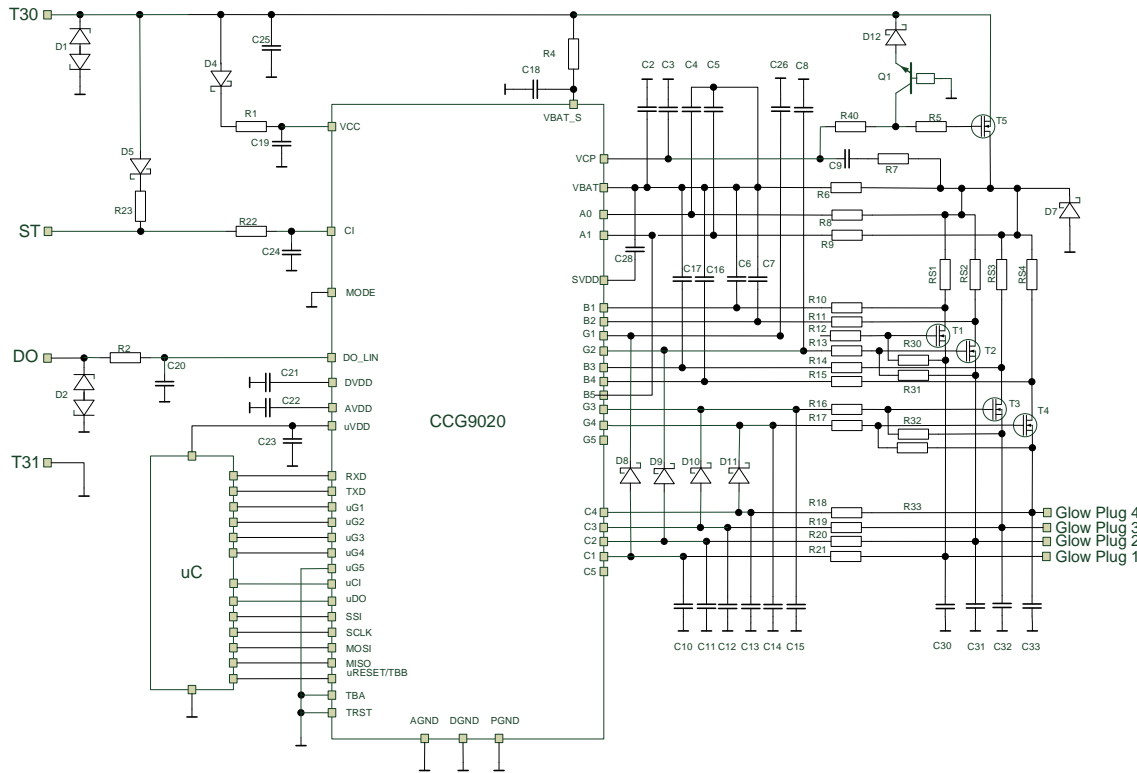 T30
D1
D4
C25
R4
C18
C2 C3 C4 C5 C26 C8
D12
Q1
VBAT_S
R1
VCC
C19
D5
R23
ST
R22
CI
C24
MODE
DO
R2
DO_LIN
C20
D2
C21
DVDD
C22
AVDD
uVDD
C23
T31
CCG9020
uC
RXD
TXD
uG1
uG2
uG3
uG4
uG5
uCI
uDO
SSI
SCLK
MOSI
MISO
uRESET/TBB
TBA
TRST
AGND DGND PGND
R40
R5
T5
VCP
C9
R7
VBAT
R6
A0
R8
A1
R9
D7
C28
C17
C16
C6
C7
SVDD
RS1
RS2
RS3
RS4
B1
R10
B2
R11
G1
R12
T1
G2
R13
R30
T2
B3
R14
B4
R15
R31
B5
G3
R16
T3
G4
R17
T4
R32
G5
D8
D9
D10
D11
C4
R18
R33
Glow Plug 4
C3
R19
Glow Plug 3
C2
R20
Glow Plug 2
C1
R21
Glow Plug 1
C5
C10 C11 C12 C13 C14 C15
C30 C31 C32 C33